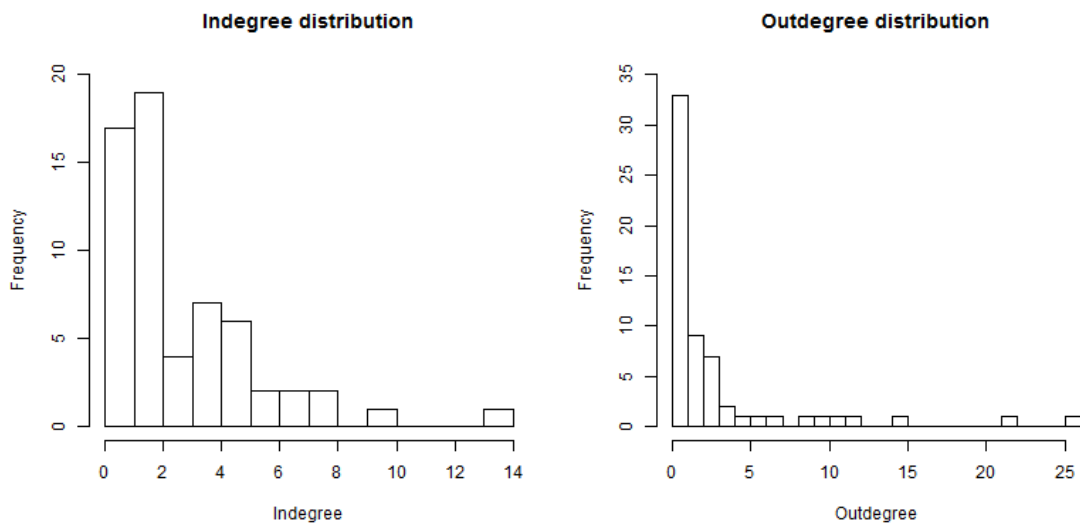 Indegree distribution
Frequency
0 5 10 15 20
0 2 4 6 8 10 12 14
Indegree
Outdegree distribution
Frequency
0 5 10 15 20 25 30 35
0 5 10 15 20 25
Outdegree